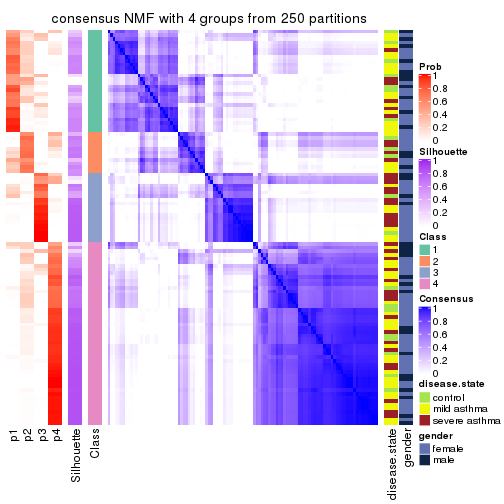 consensus NMF with 4 groups from 250 partitions
p1
p2
p3
p4
Silhouette
Class
disease.state
gender
Prob
1
0.8
0.6
0.4
0.2
0
Silhouette
1
0.8
0.6
0.4
0.2
0
Class
1
2
3
4
Consensus
1
0.8
0.6
0.4
0.2
0
disease.state
control
mild asthma
severe asthma
gender
female
male